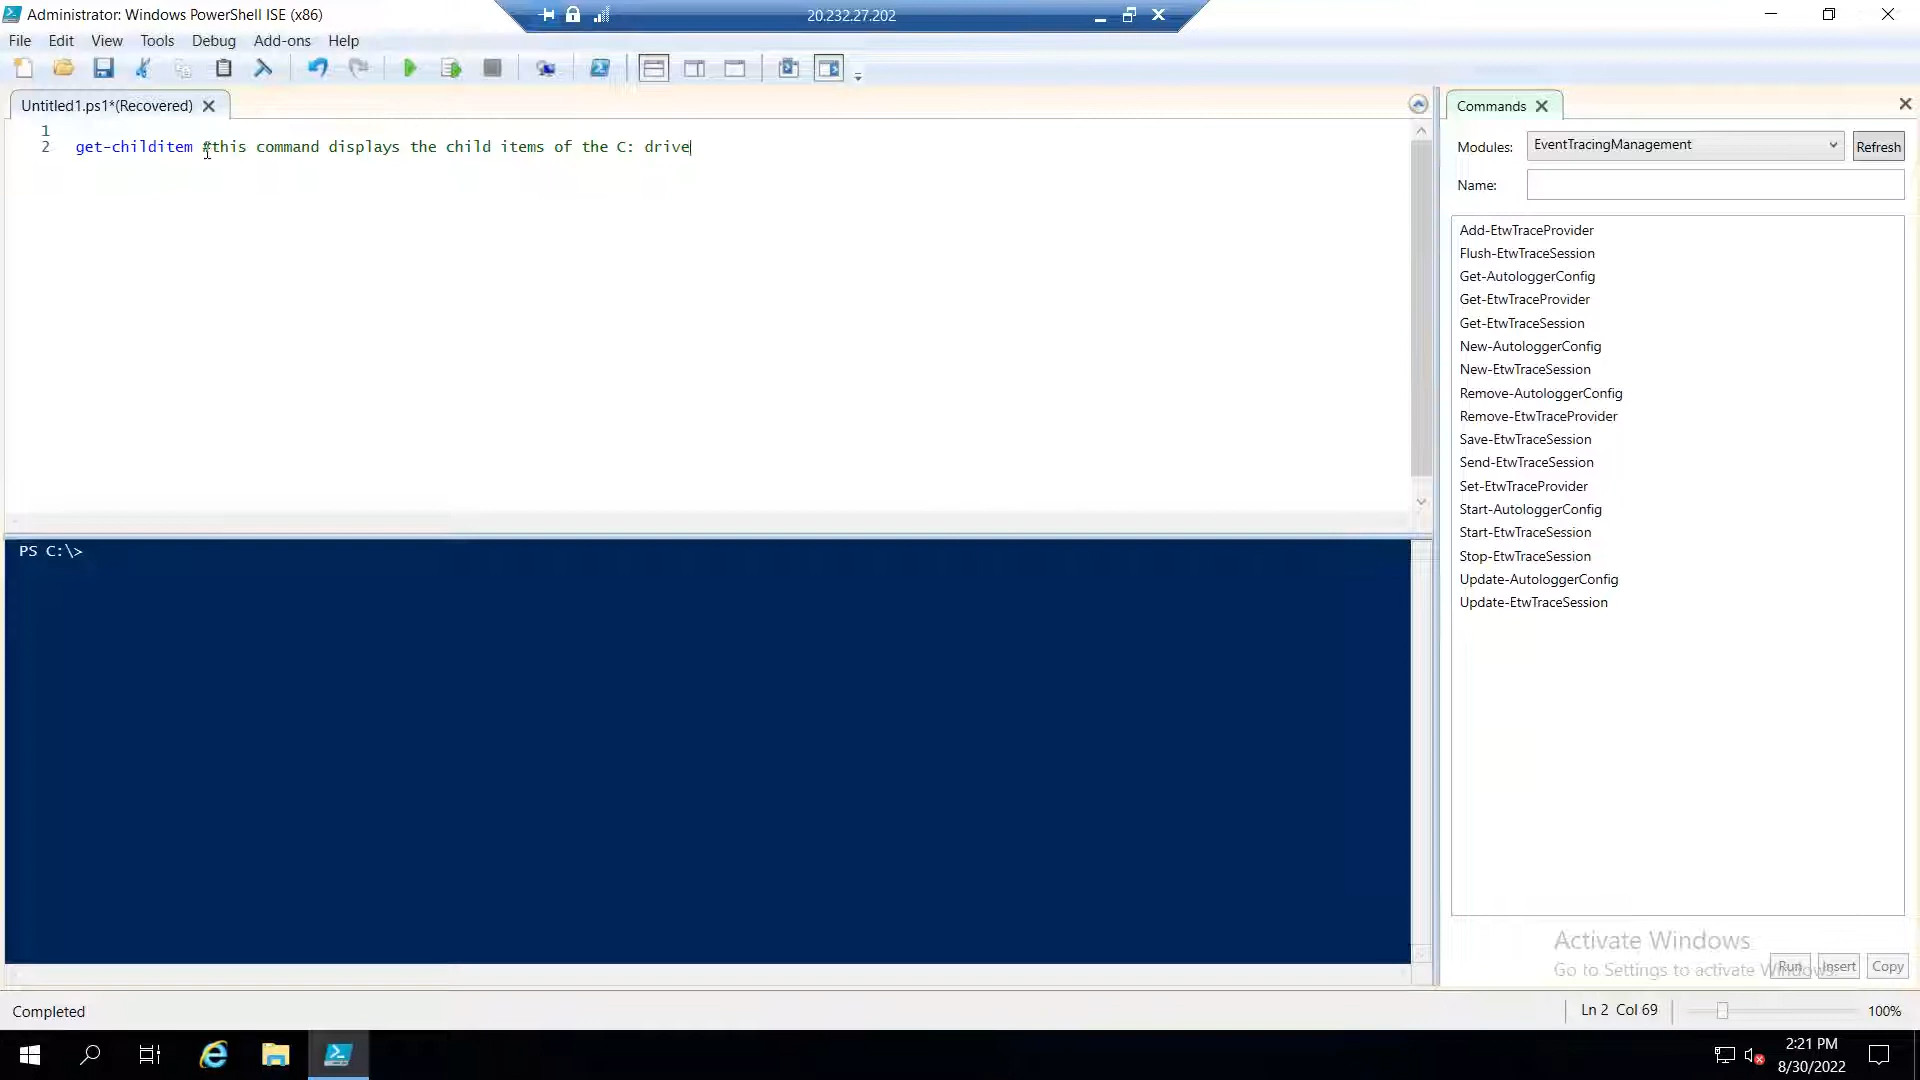 Administrator: Windows PowerShell ISE (x86)
20.232.27.202
File Edit View Tools Debug Add-ons Help
Untitled1.ps1*(Recovered)
1
2 get-childitem #this command displays the child items of the C: drive
PS C:\>
Commands
Modules: EventTracingManagement Refresh
Name:
Add-EtwTraceProvider
Flush-EtwTraceSession
Get-AutologgerConfig
Get-EtwTraceProvider
Get-EtwTraceSession
New-AutologgerConfig
New-EtwTraceSession
Remove-AutologgerConfig
Remove-EtwTraceProvider
Save-EtwTraceSession
Send-EtwTraceSession
Set-EtwTraceProvider
Start-AutologgerConfig
Start-EtwTraceSession
Stop-EtwTraceSession
Update-AutologgerConfig
Update-EtwTraceSession
Activate Windows
Go to Settings to activate Windows.
Run Insert Copy
Completed
Ln 2 Col 69
100%
2:21 PM
8/30/2022